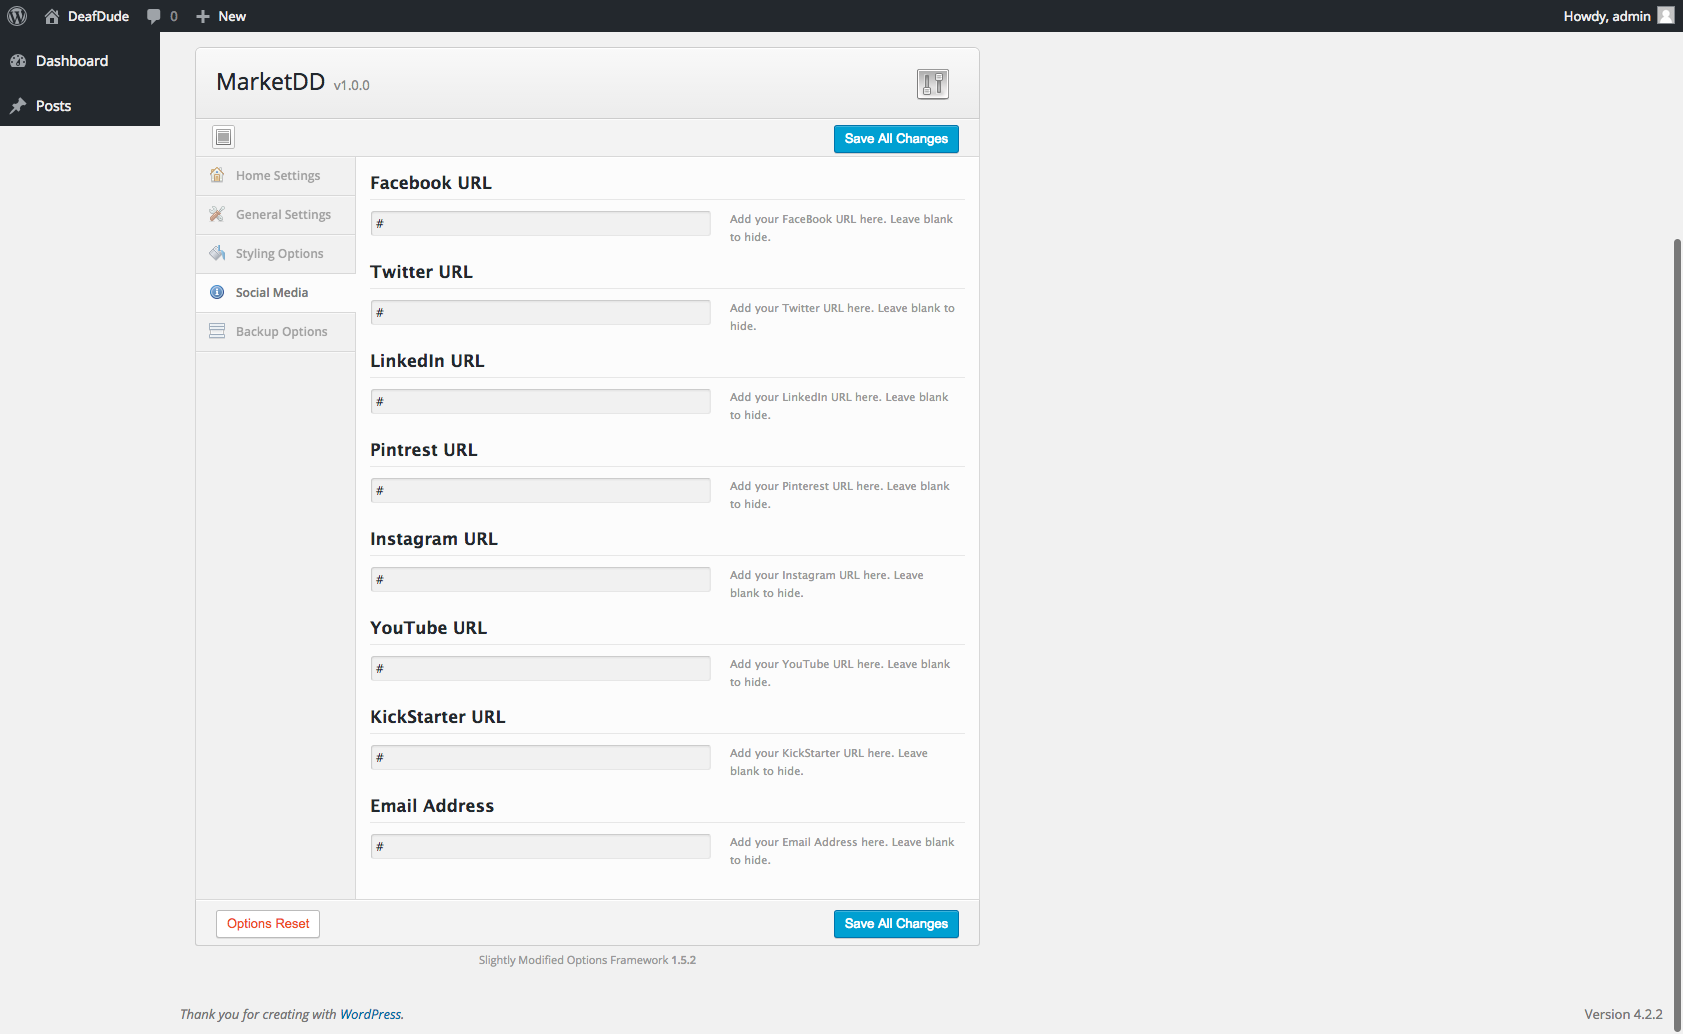 DeafDude 0 New Howdy, admin
Dashboard
Posts
MarketDD v1.0.0
Save All Changes
Home Settings
General Settings
Styling Options
Social Media
Backup Options
Facebook URL
#
Add your FaceBook URL here. Leave blank
to hide.
Twitter URL
#
Add your Twitter URL here. Leave blank to
hide.
LinkedIn URL
#
Add your LinkedIn URL here. Leave blank
to hide.
Pintrest URL
#
Add your Pinterest URL here. Leave blank
to hide.
Instagram URL
#
Add your Instagram URL here. Leave
blank to hide.
YouTube URL
#
Add your YouTube URL here. Leave blank
to hide.
KickStarter URL
#
Add your KickStarter URL here. Leave
blank to hide.
Email Address
#
Add your Email Address here. Leave blank
to hide.
Options Reset Save All Changes
Slightly Modified Options Framework 1.5.2
Thank you for creating with WordPress. Version 4.2.2